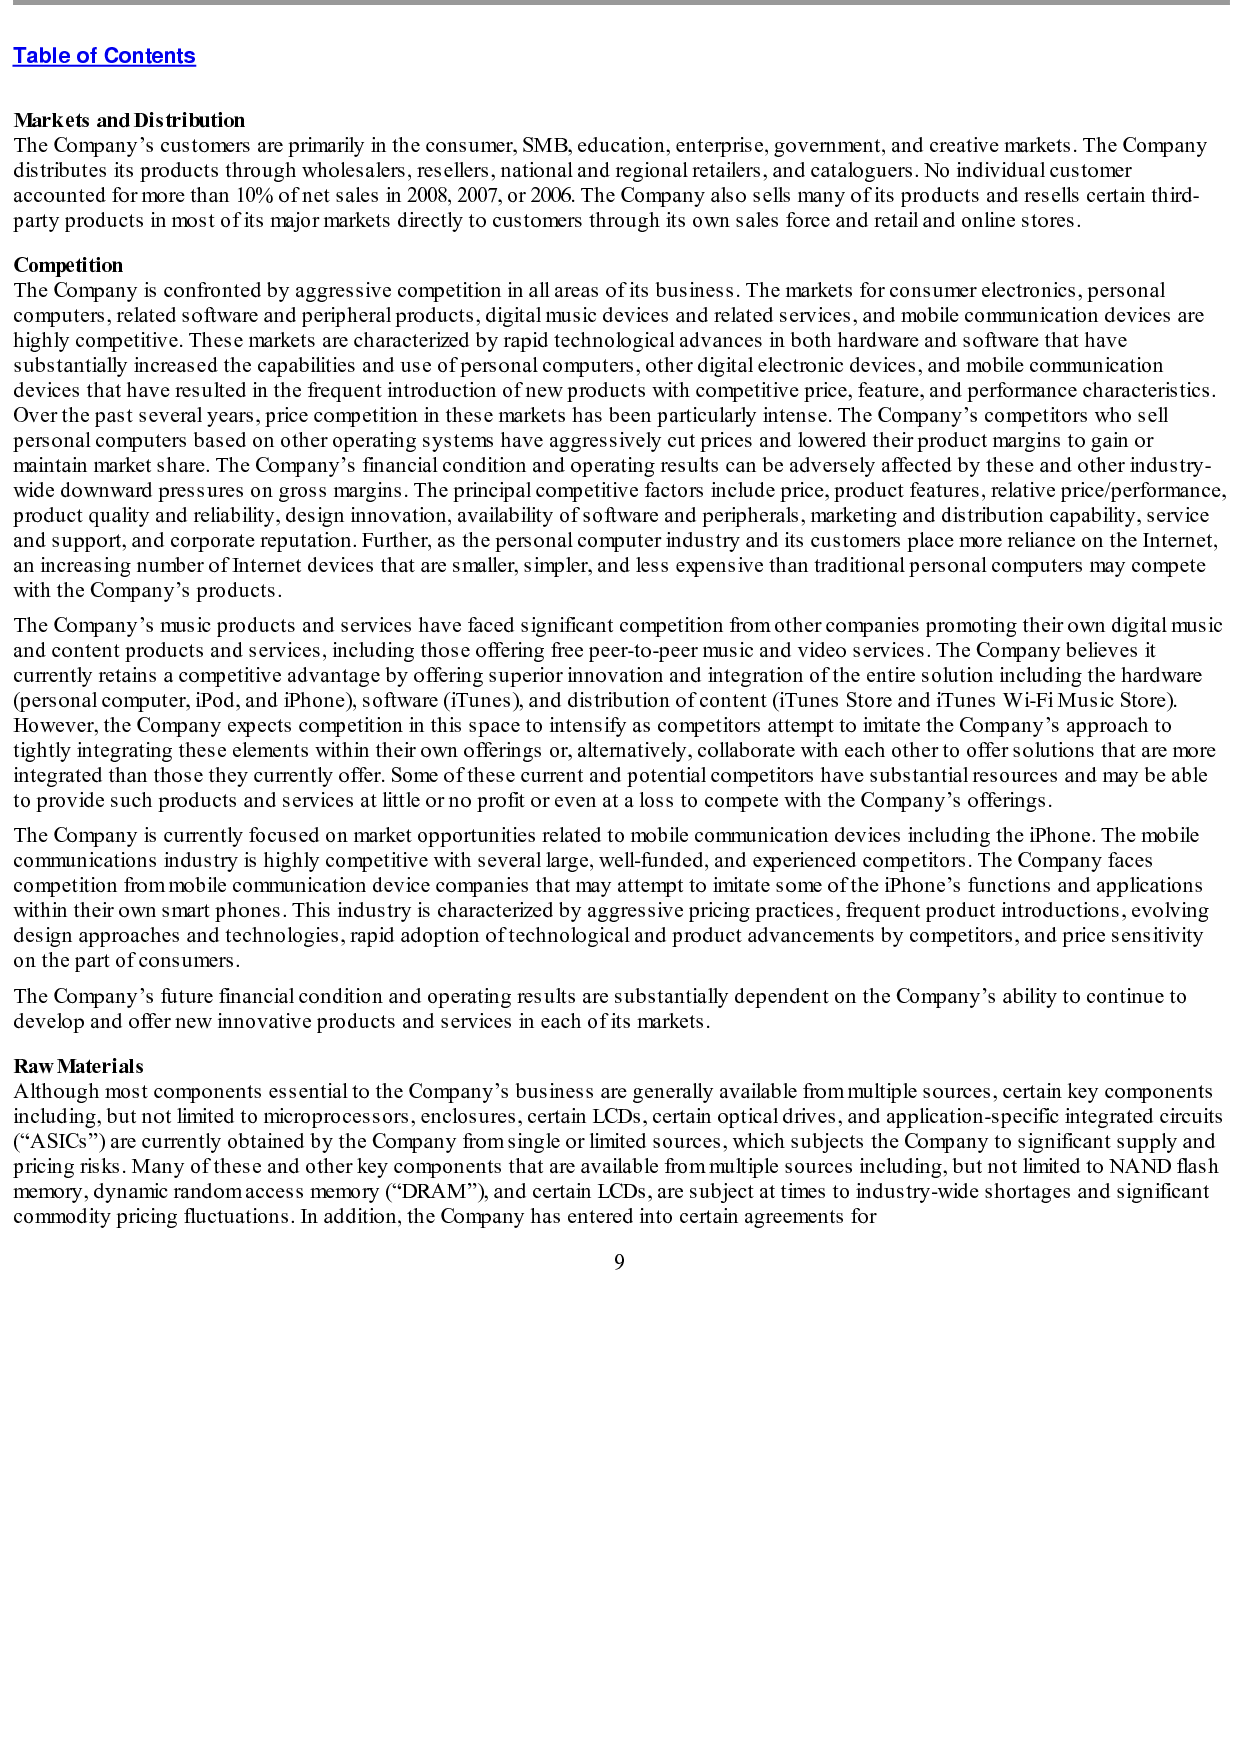 Table of Contents
Markets and Distribution
The Company’s customers are primarily in the consumer, SMB, education, enterprise, government, and creative markets. The Company
distributes its products through wholesalers, resellers, national and regional retailers, and cataloguers. No individual customer
accounted for more than 10% of net sales in 2008, 2007, or 2006. The Company also sells many of its products and resells certain third-
party products in most of its major markets directly to customers through its own sales force and retail and online stores.
Competition
The Company is confronted by aggressive competition in all areas of its business. The markets for consumer electronics, personal
computers, related software and peripheral products, digital music devices and related services, and mobile communication devices are
highly competitive. These markets are characterized by rapid technological advances in both hardware and software that have
substantially increased the capabilities and use of personal computers, other digital electronic devices, and mobile communication
devices that have resulted in the frequent introduction of new products with competitive price, feature, and performance characteristics.
Over the past several years, price competition in these markets has been particularly intense. The Company’s competitors who sell
personal computers based on other operating systems have aggressively cut prices and lowered their product margins to gain or
maintain market share. The Company’s financial condition and operating results can be adversely affected by these and other industry-
wide downward pressures on gross margins. The principal competitive factors include price, product features, relative price/performance,
product quality and reliability, design innovation, availability of software and peripherals, marketing and distribution capability, service
and support, and corporate reputation. Further, as the personal computer industry and its customers place more reliance on the Internet,
an increasing number of Internet devices that are smaller, simpler, and less expensive than traditional personal computers may compete
with the Company’s products.
The Company’s music products and services have faced significant competition from other companies promoting their own digital music
and content products and services, including those offering free peer-to-peer music and video services. The Company believes it
currently retains a competitive advantage by offering superior innovation and integration of the entire solution including the hardware
(personal computer, iPod, and iPhone), software (iTunes), and distribution of content (iTunes Store and iTunes Wi-Fi Music Store).
However, the Company expects competition in this space to intensify as competitors attempt to imitate the Company’s approach to
tightly integrating these elements within their own offerings or, alternatively, collaborate with each other to offer solutions that are more
integrated than those they currently offer. Some of these current and potential competitors have substantial resources and may be able
to provide such products and services at little or no profit or even at a loss to compete with the Company’s offerings.
The Company is currently focused on market opportunities related to mobile communication devices including the iPhone. The mobile
communications industry is highly competitive with several large, well-funded, and experienced competitors. The Company faces
competition from mobile communication device companies that may attempt to imitate some of the iPhone’s functions and applications
within their own smart phones. This industry is characterized by aggressive pricing practices, frequent product introductions, evolving
design approaches and technologies, rapid adoption of technological and product advancements by competitors, and price sensitivity
on the part of consumers.
The Company’s future financial condition and operating results are substantially dependent on the Company’s ability to continue to
develop and offer new innovative products and services in each of its markets.
Raw Materials
Although most components essential to the Company’s business are generally available from multiple sources, certain key components
including, but not limited to microprocessors, enclosures, certain LCDs, certain optical drives, and application-specific integrated circuits
(“ASICs”) are currently obtained by the Company from single or limited sources, which subjects the Company to significant supply and
pricing risks. Many of these and other key components that are available from multiple sources including, but not limited to NAND flash
memory, dynamic random access memory (“DRAM”), and certain LCDs, are subject at times to industry-wide shortages and significant
commodity pricing fluctuations. In addition, the Company has entered into certain agreements for
9